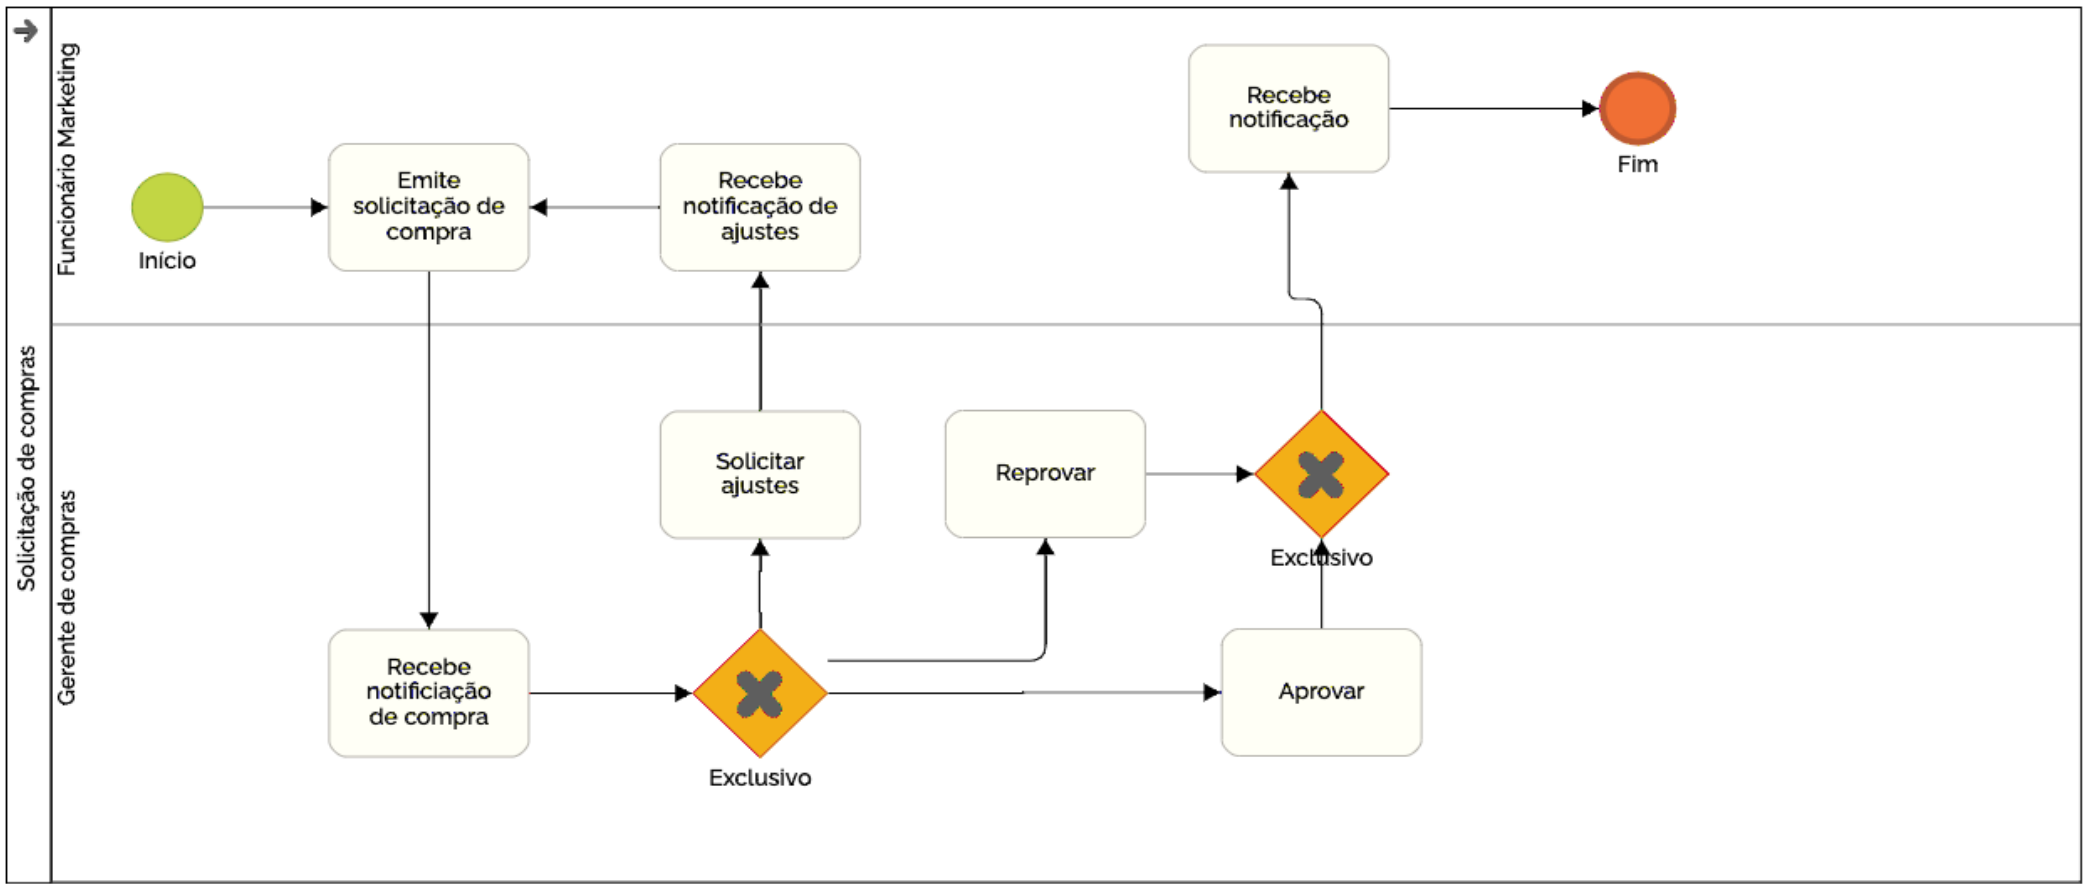 Solicitação de compras
Funcionário Marketing
Início
Emite
solicitação de
compra
Recebe
notificação de
ajustes
Recebe
notificação
Fim
Gerente de compras
Recebe
notificiação
de compra
Exclusivo
Solicitar
ajustes
Reprovar
Exclusivo
Aprovar